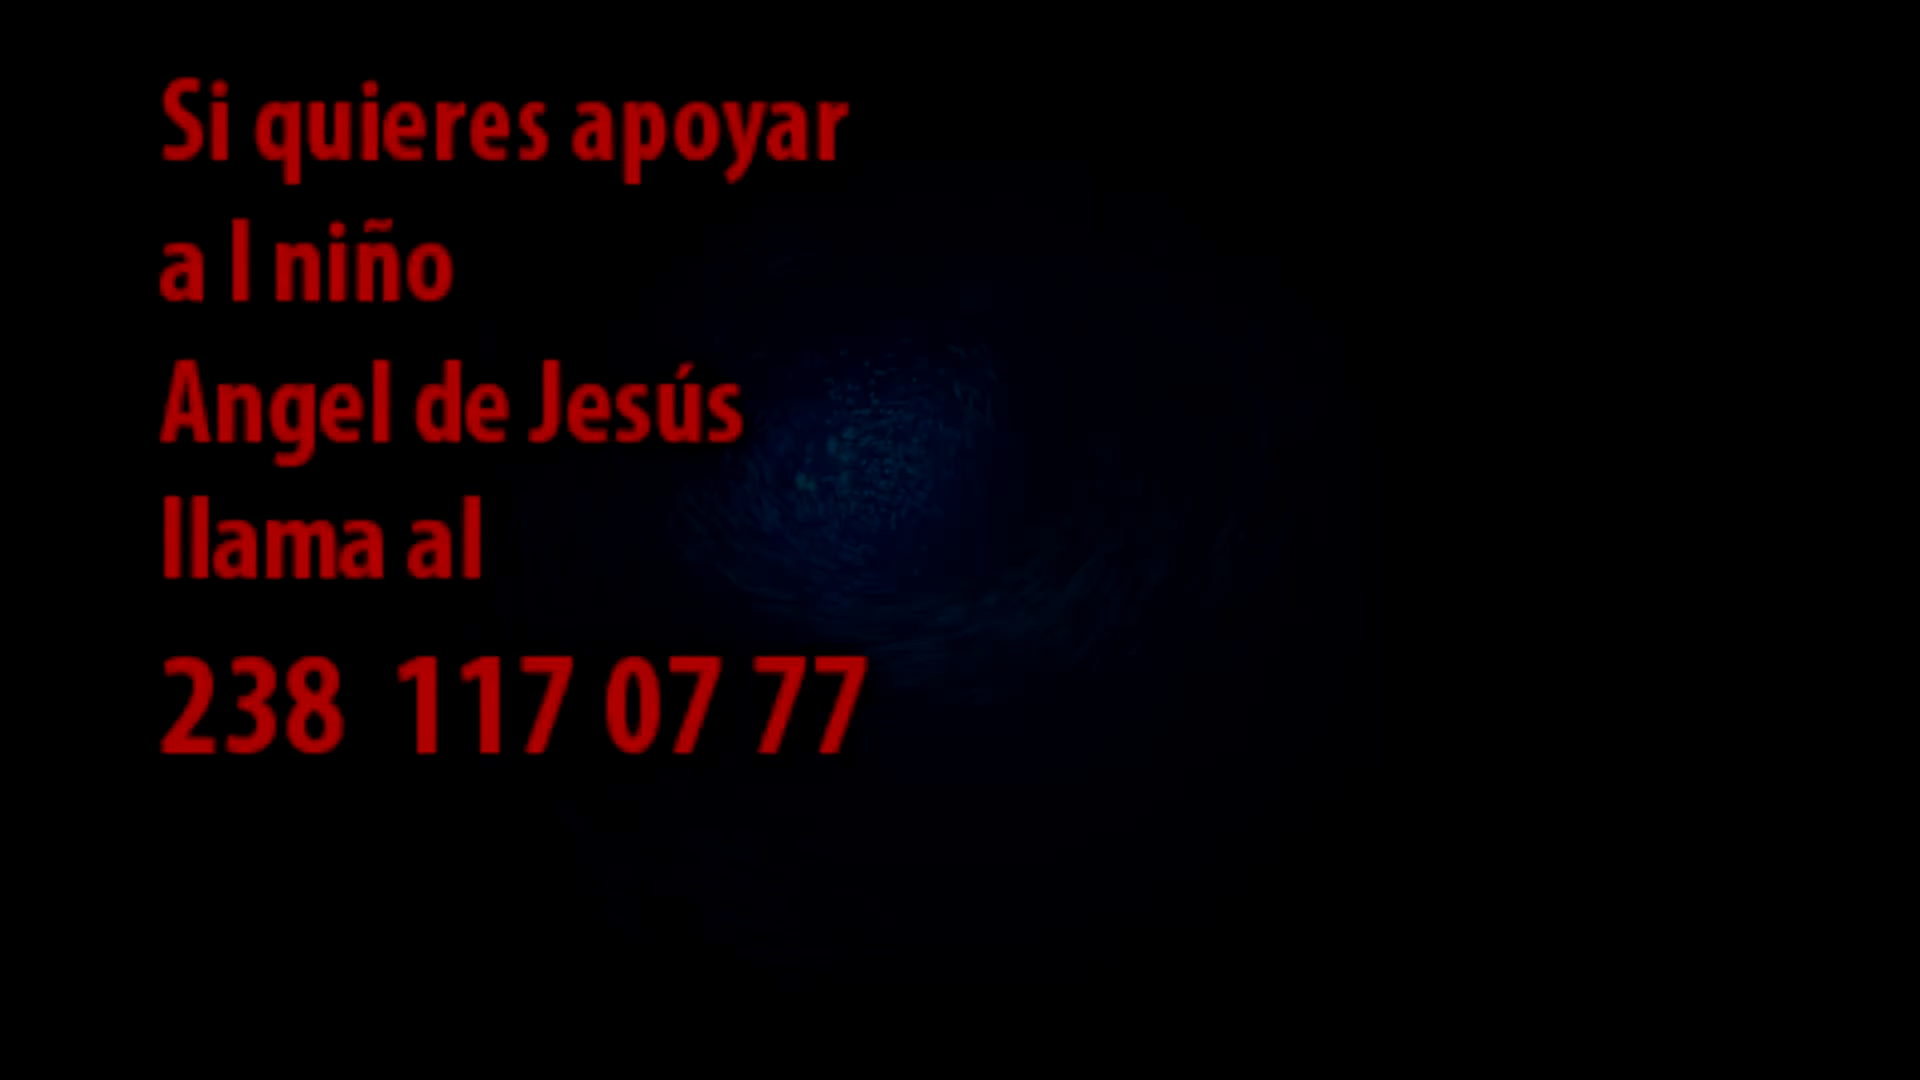 Si quieres apoyar
a l niño
Angel de Jesús
llama al
238 117 07 77